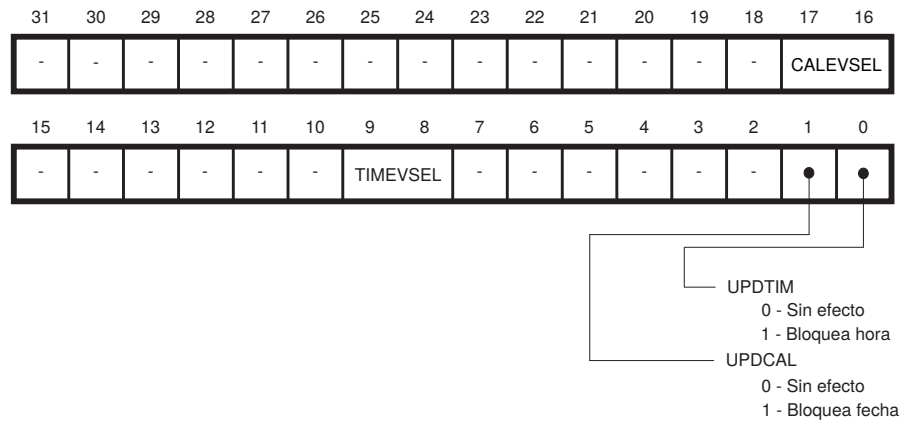 31 30 29 28 27 26 25 24 23 22 21 20 19 18 17 16
- - - - - - - - - - - - - - CALEVSEL
15 14 13 12 11 10 9 8 7 6 5 4 3 2 1 0
- - - - - - TIMEVSEL - - - - - -
UPDTIM
0 - Sin efecto
1 - Bloquea hora
UPDCAL
0 - Sin efecto
1 - Bloquea fecha